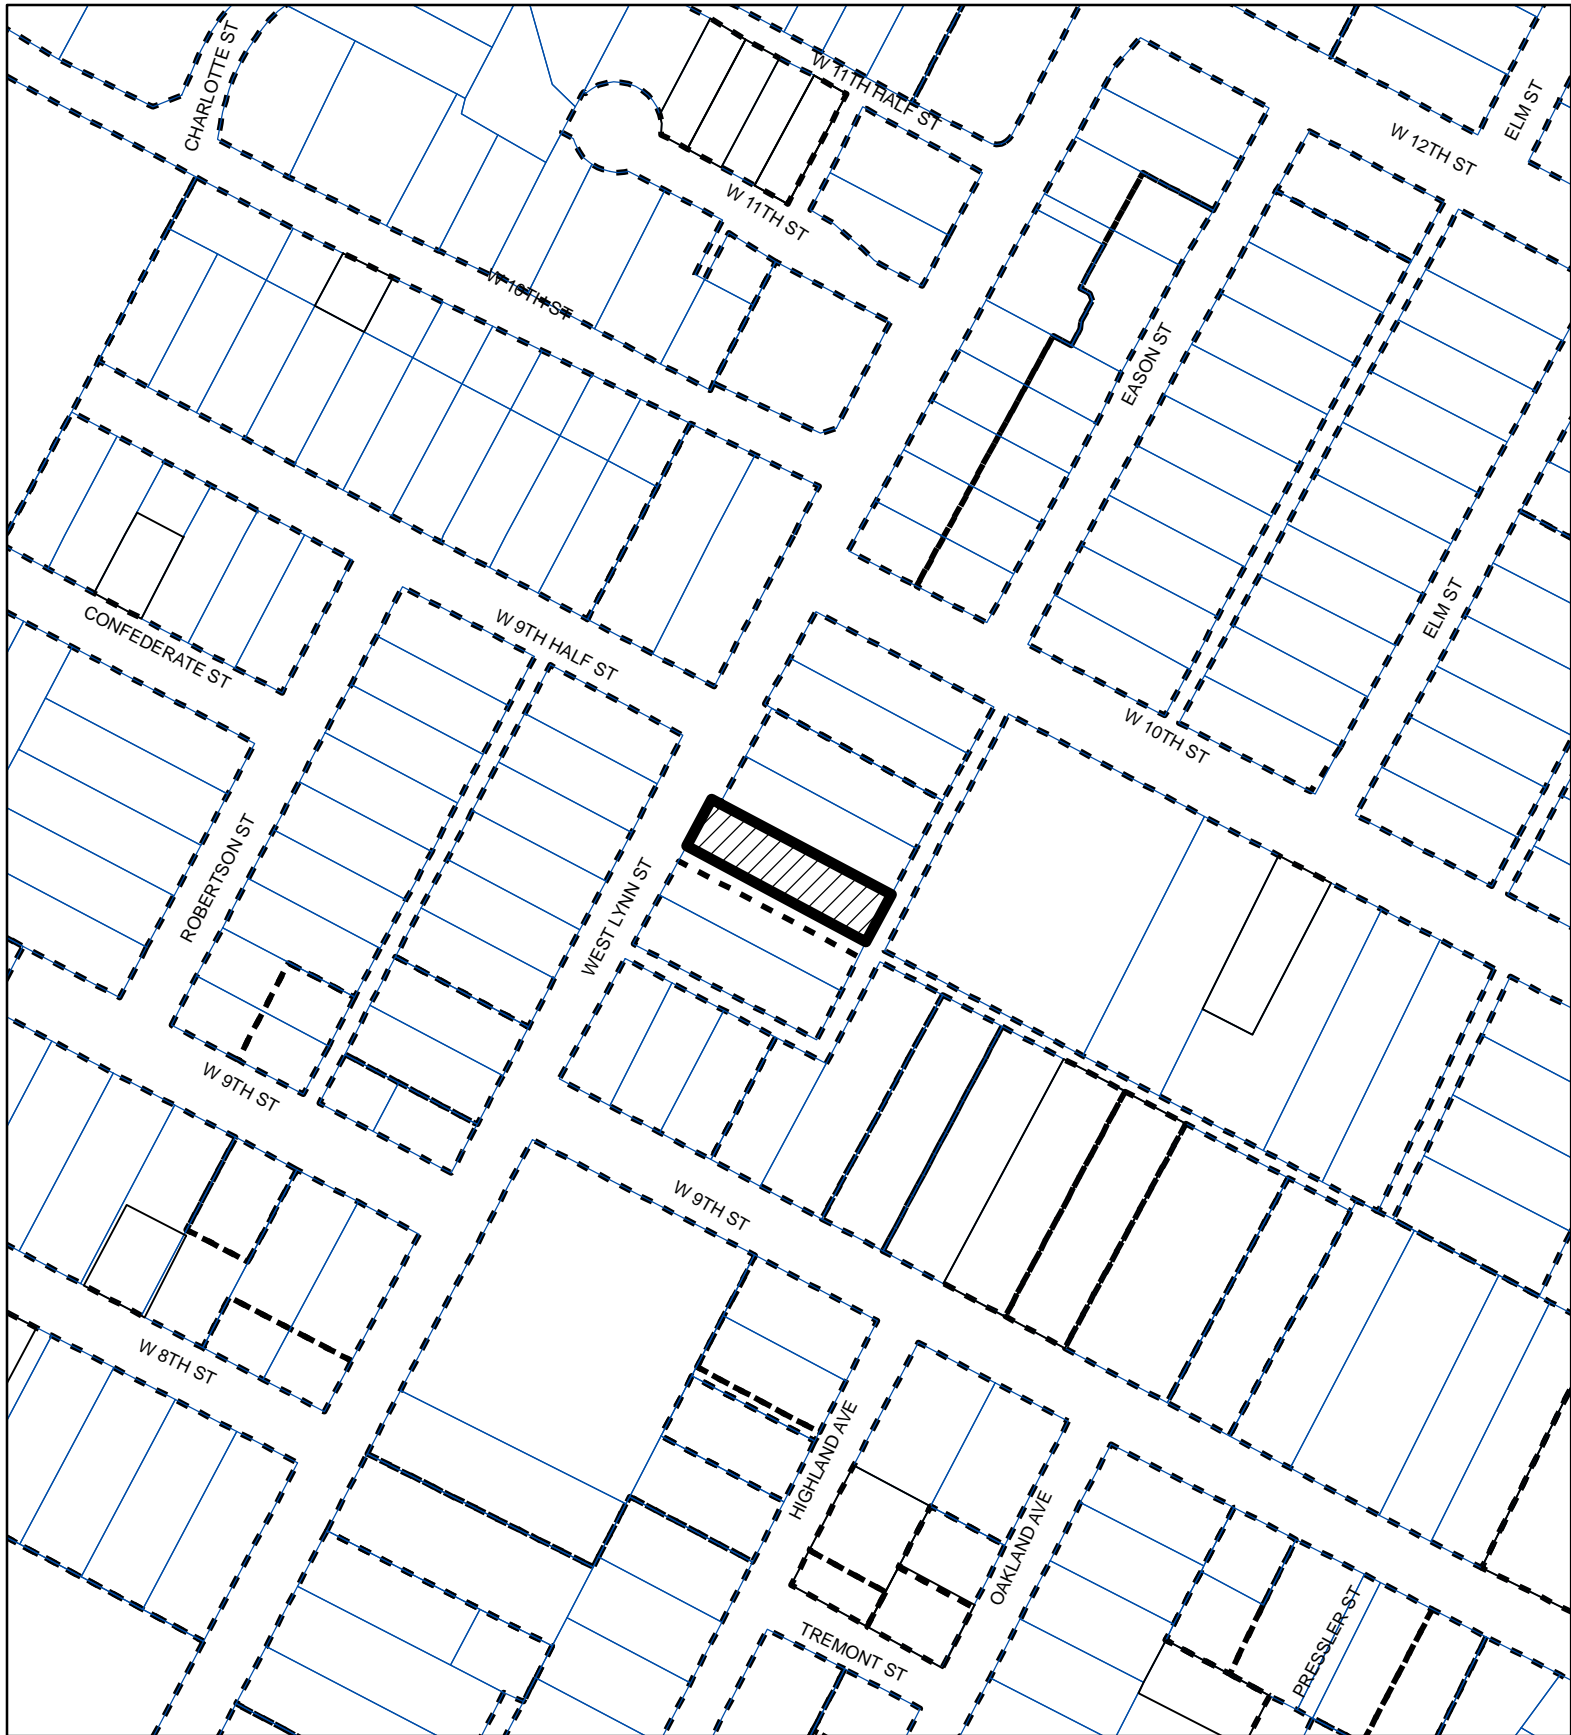 CHARLOTTE ST
W 11TH HALF ST
ELM ST
W 12TH ST
W 11TH ST
W 10TH ST
EASON ST
ELM ST
CONFEDERATE ST
W 9TH HALF ST
W 10TH ST
ROBERTSON ST
WEST LYNN ST
W 9TH ST
W 9TH ST
W 8TH ST
HIGHLAND AVE
OAKLAND AVE
PRESSLER ST
TREMONT ST